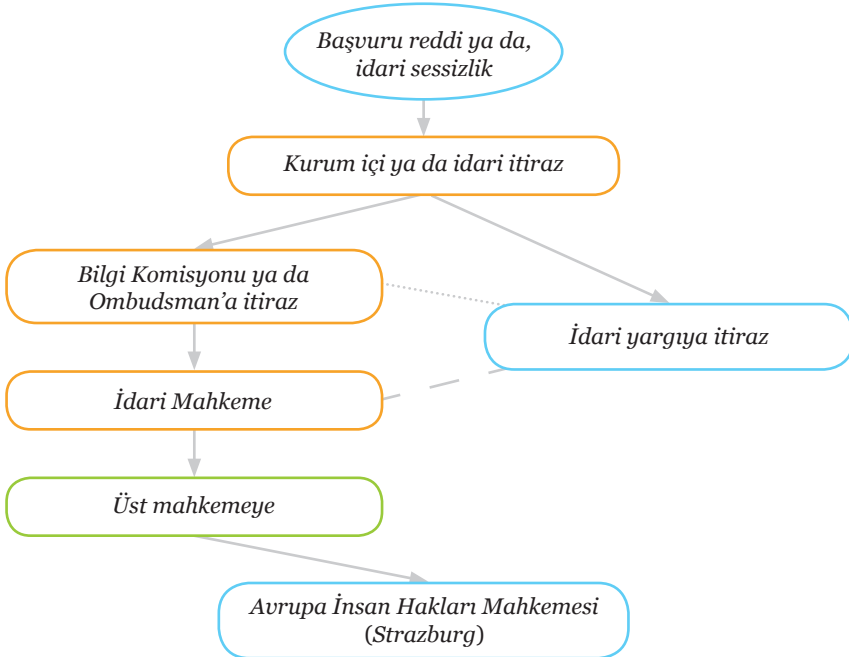 Başvuru reddi ya da,
idari sessizlik
Kurum içi ya da idari itiraz
Bilgi Komisyonu ya da
Ombudsman’a itiraz
İdari yargıya itiraz
İdari Mahkeme
Üst mahkemeye
Avrupa İnsan Hakları Mahkemesi
(Strazburg)